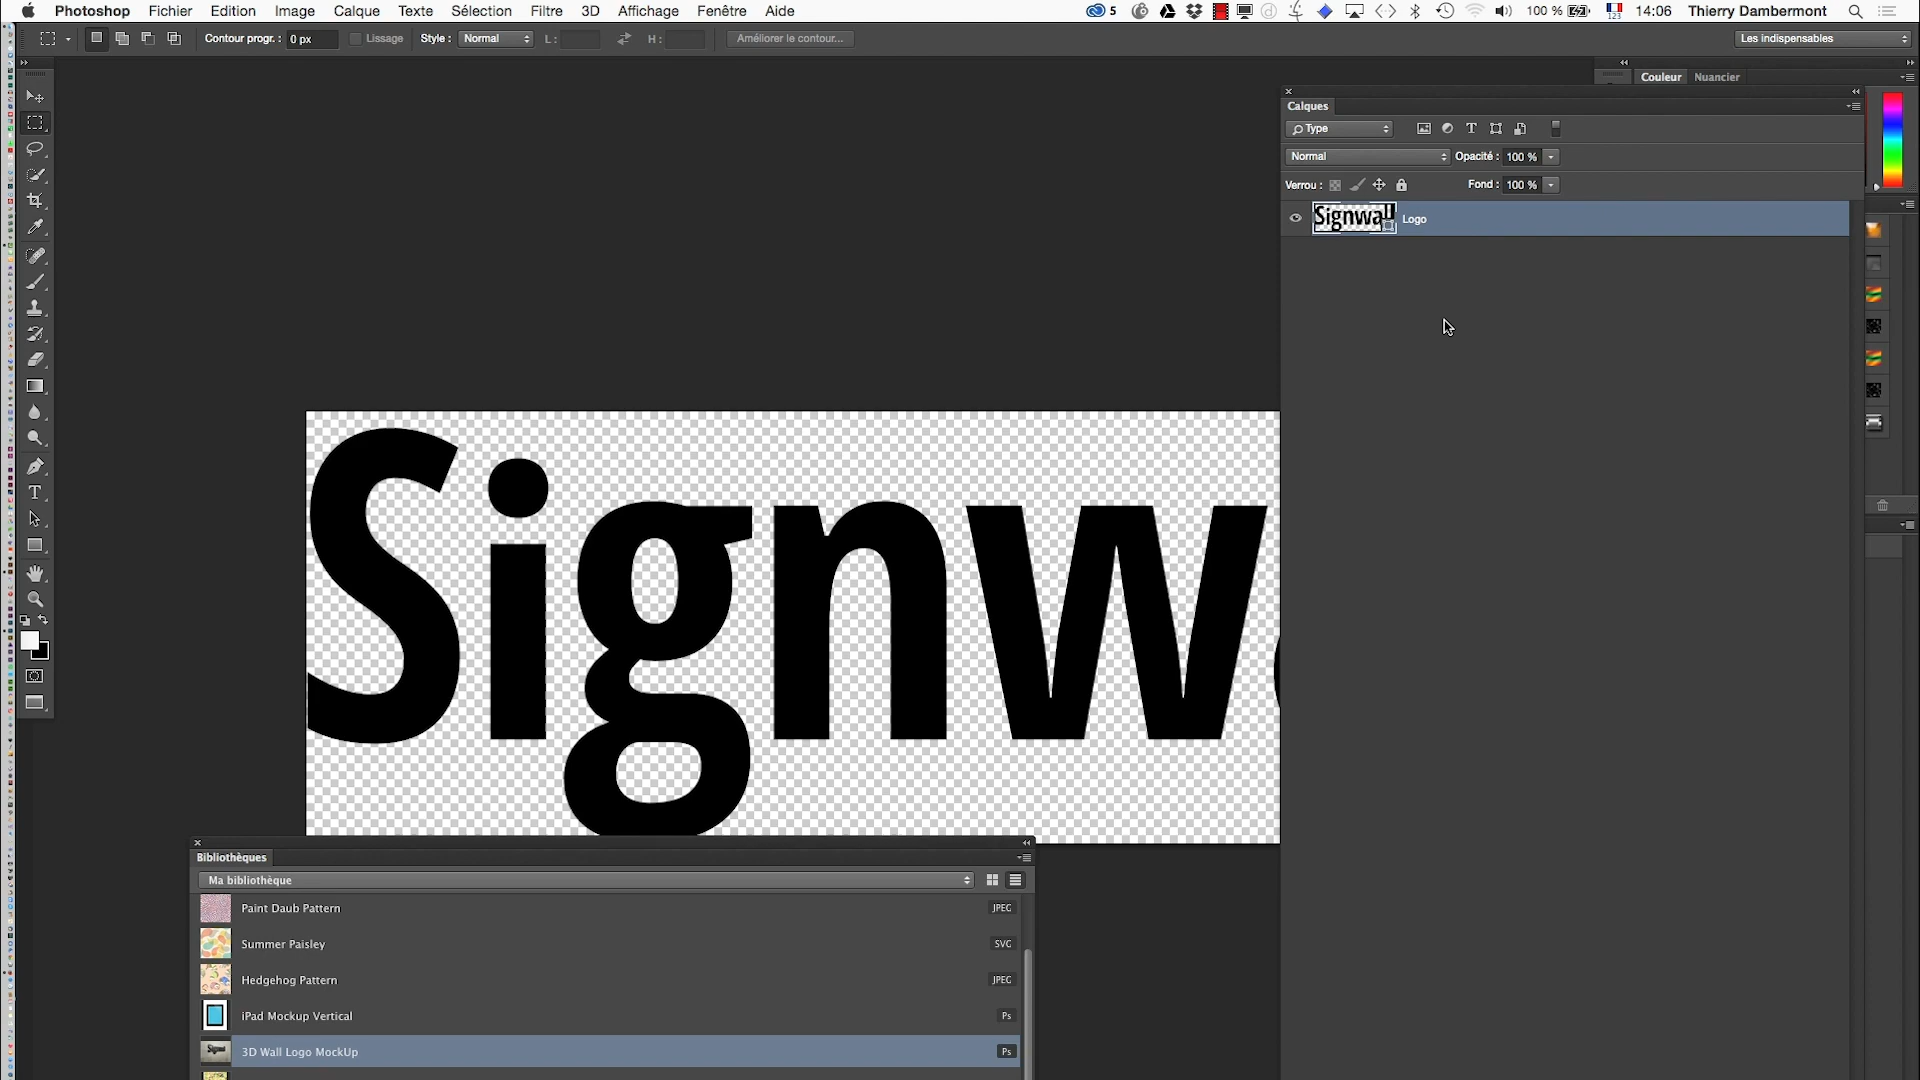 Photoshop Fichier Edition Image Calque Texte Sélection Filtre 3D Affichage Fenêtre Aide 5 100 % 14:06 Thierry Dambermont
Contour progr. : 0 px Lissage Style : Normal L : H : Améliorer le contour... Les indispensables
Couleur Nuancier
Calques
Type
Normal Opacité : 100 %
Verrou : Fond : 100 %
Signwall Logo
Signw
Bibliothèques
Ma bibliothèque
Paint Daub Pattern JPEG
Summer Paisley SVG
Hedgehog Pattern JPEG
iPad Mockup Vertical Ps
3D Wall Logo MockUp Ps